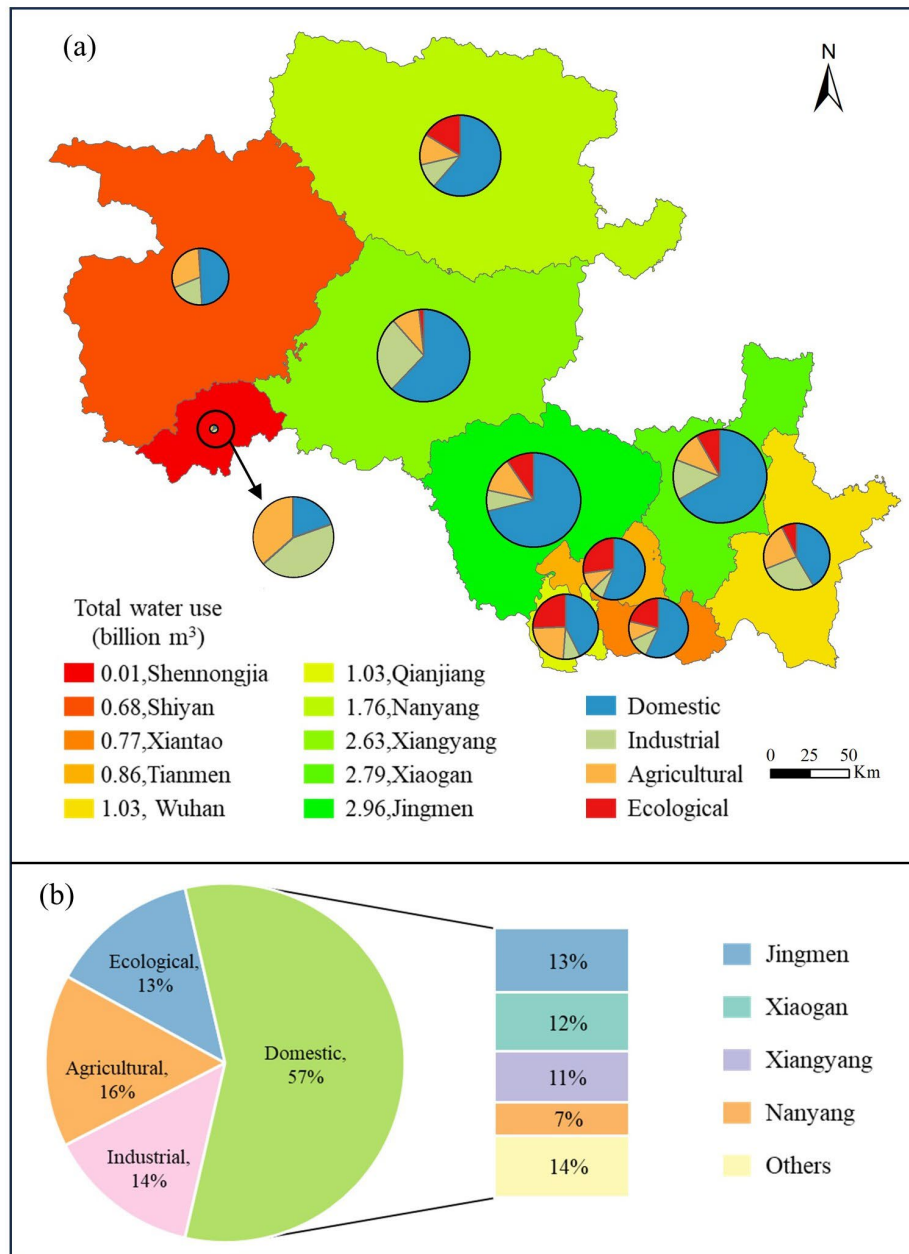 (a)
N
Total water use
(billion m³)
0.01,Shennongjia
0.68,Shiyan
0.77,Xiantao
0.86,Tianmen
1.03, Wuhan
1.03,Qianjiang
1.76,Nanyang
2.63,Xiangyang
2.79,Xiaogan
2.96,Jingmen
Domestic
Industrial
Agricultural
Ecological
0 25 50
Km
(b)
Ecological,
13%
Agricultural,
16%
Industrial,
14%
Domestic,
57%
13%
12%
11%
7%
14%
Jingmen
Xiaogan
Xiangyang
Nanyang
Others